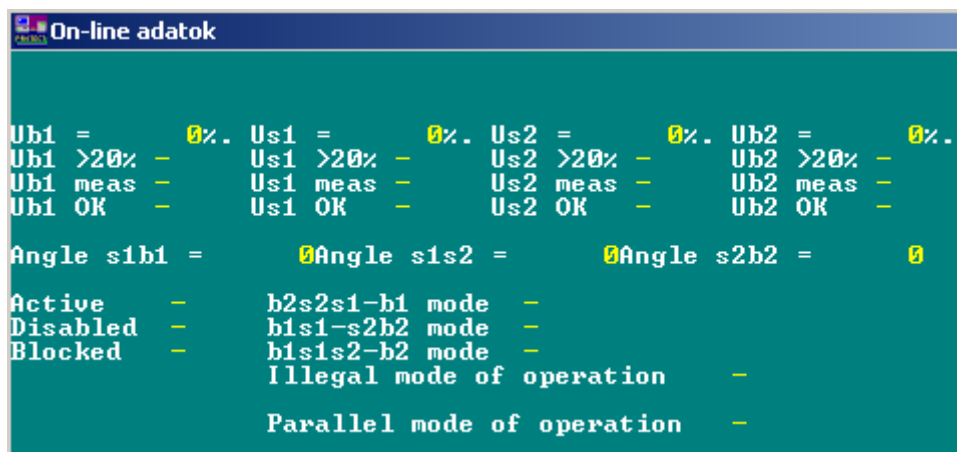 On-line adatok
Ub1 = 0%. Us1 = 0%. Us2 = 0%. Ub2 = 0%.
Ub1 >20% - Us1 >20% - Us2 >20% - Ub2 >20% -
Ub1 meas - Us1 meas - Us2 meas - Ub2 meas -
Ub1 OK - Us1 OK - Us2 OK - Ub2 OK -
Angle s1b1 = 0Angle s1s2 = 0Angle s2b2 = 0
Active - b2s2s1-b1 mode -
Disabled - b1s1-s2b2 mode -
Blocked - b1s1s2-b2 mode -
Illegal mode of operation -
Parallel mode of operation -